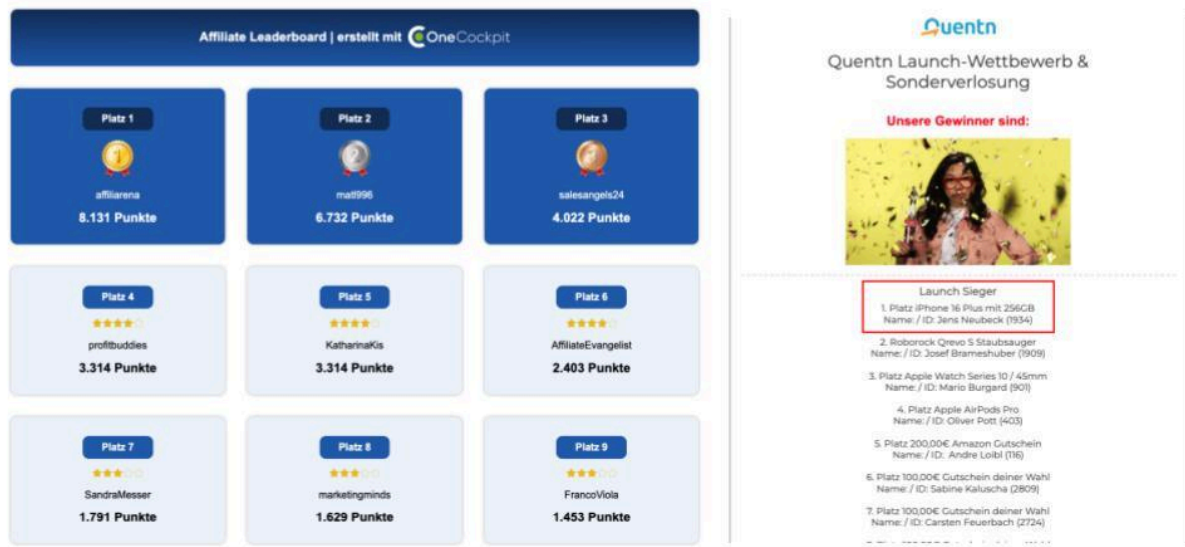 Affiliate Leaderboard | erstellt mit OneCockpit
Platz 1
1
affiliarena
8.131 Punkte
Platz 2
2
matl996
6.732 Punkte
Platz 3
salesangels24
4.022 Punkte
Platz 4
profitbuddies
3.314 Punkte
Platz 5
KatharinaKis
3.314 Punkte
Platz 6
AffiliateEvangelist
2.403 Punkte
Platz 7
SandraMesser
1.791 Punkte
Platz 8
marketingminds
1.629 Punkte
Platz 9
FrancoViola
1.453 Punkte
Quentn
Quentn Launch-Wettbewerb &
Sonderverlosung
Unsere Gewinner sind:
Launch Sieger
1. Platz iPhone 16 Plus mit 256GB
Name: / ID: Jens Neubeck (1934)
2. Roborock Qrevo S Staubsauger
Name: / ID: Josef Brameshuber (1909)
3. Platz Apple Watch Series 10 / 45mm
Name: / ID: Mario Burgard (901)
4. Platz Apple AirPods Pro
Name: / ID: Oliver Pott (403)
5. Platz 200,00€ Amazon Gutschein
Name: / ID: Andre Loibl (116)
6. Platz 100,00€ Gutschein deiner Wahl
Name: / ID: Sabine Kaluscha (2809)
7. Platz 100,00€ Gutschein deiner Wahl
Name: / ID: Carsten Feuerbach (2724)